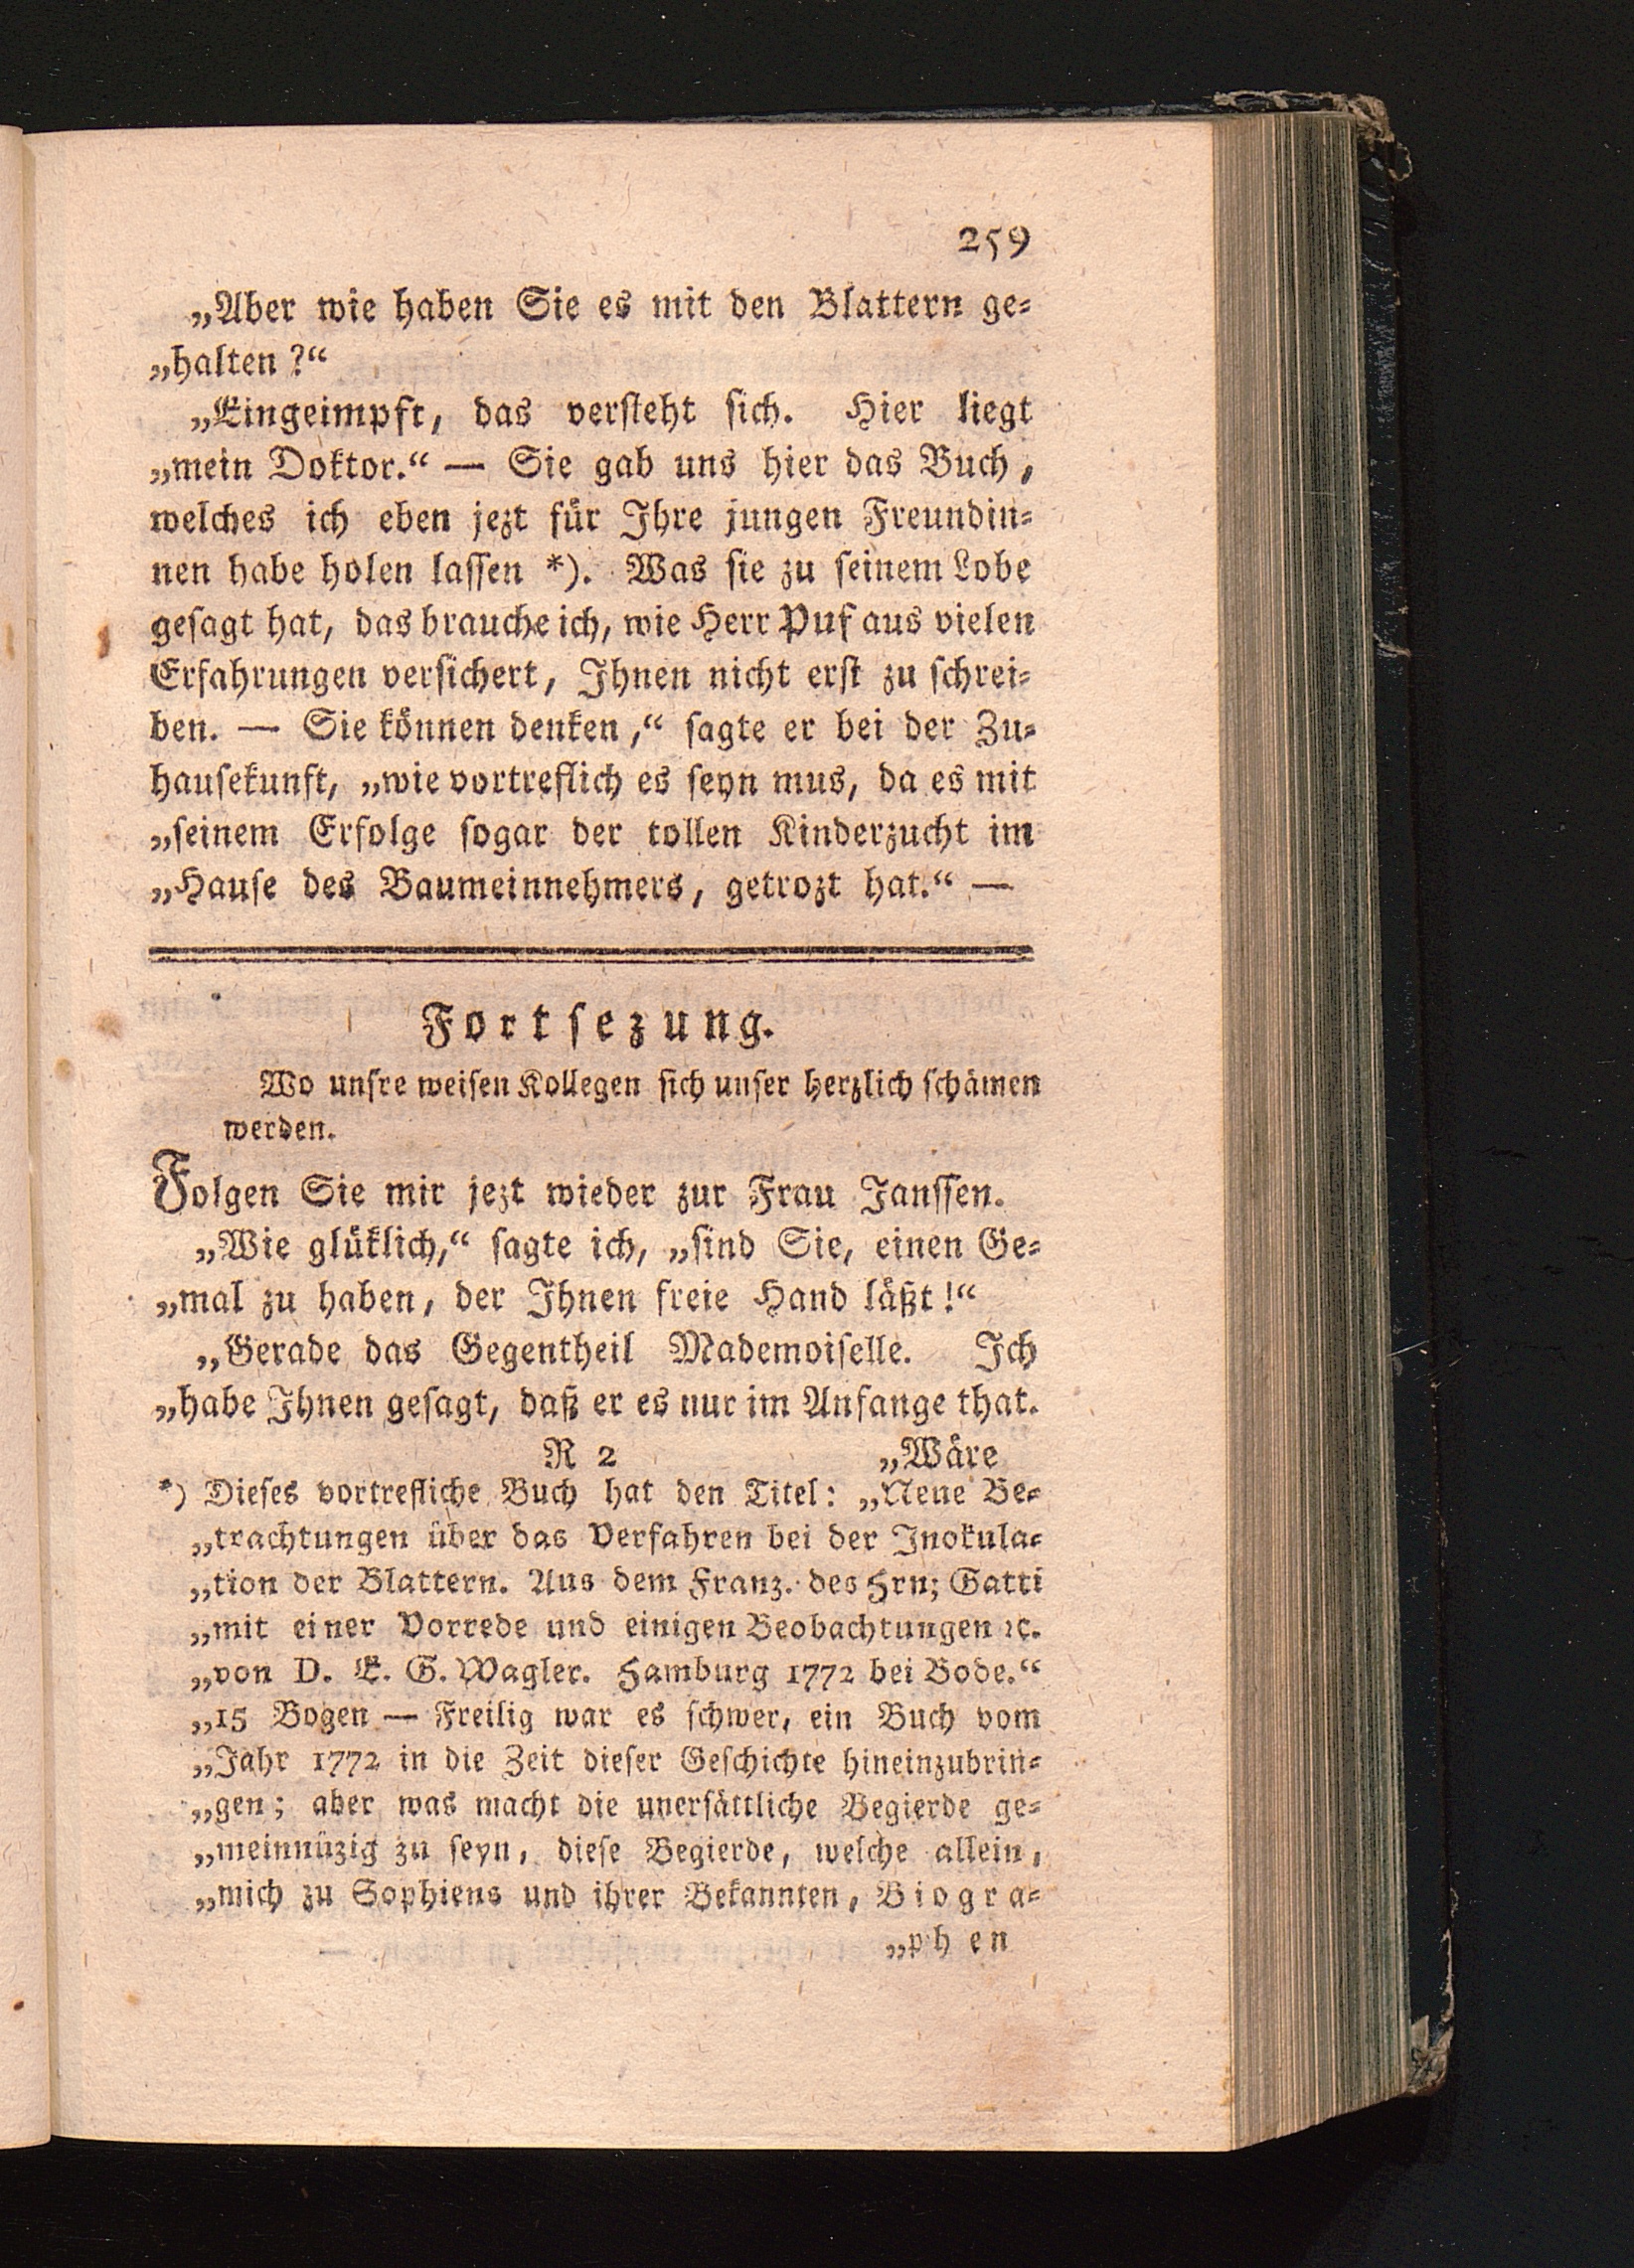 259
„Aber wie haben Sie es mit den Blattern ge⸗
„halten?“
„Eingeimpft, das versteht sich. Hier liegt
„mein Doktor.“ — Sie gab uns hier das Buch,
welches ich eben jezt für Ihre jungen Freundin⸗
nen habe holen lassen *). Was sie zu seinem Lobe
gesagt hat, das brauche ich, wie Herr Puf aus vielen
Erfahrungen versichert, Ihnen nicht erst zu schrei⸗
ben. — Sie können denken,“ sagte er bei der Zu⸗
hausekunft, „wie vortreflich es seyn mus, da es mit
„seinem Erfolge sogar der tollen Kinderzucht im
„Hause des Baumeinnehmers, getrozt hat.“ —
Fortsezung.
Wo unsre weisen Kollegen sich unser herzlich schämen
werden.
Folgen Sie mir jezt wieder zur Frau Janssen.
„Wie glüklich,“ sagte ich, „sind Sie, einen Ge⸗
„mal zu haben, der Ihnen freie Hand läßt!“
„Gerade das Gegentheil Mademoiselle. Ich
„habe Ihnen gesagt, daß er es nur im Anfange that.
R 2 „Wäre
*) Dieses vortrefliche Buch hat den Titel: „Neue Be⸗
„trachtungen über das Verfahren bei der Inokula⸗
„tion der Blattern. Aus dem Franz. des Hrn; Gatti
„mit einer Vorrede und einigen Beobachtungen ꝛc.
„von D. E. G. Wagler. Hamburg 1772 bei Bode.“
„15 Bogen — Freilig war es schwer, ein Buch vom
„Jahr 1772 in die Zeit dieser Geschichte hineinzubrin⸗
„gen; aber was macht die unersättliche Begierde ge⸗
„meinnüzig zu seyn, diese Begierde, welche allein,
„mich zu Sophiens und ihrer Bekannten, Biogra⸗
„phen